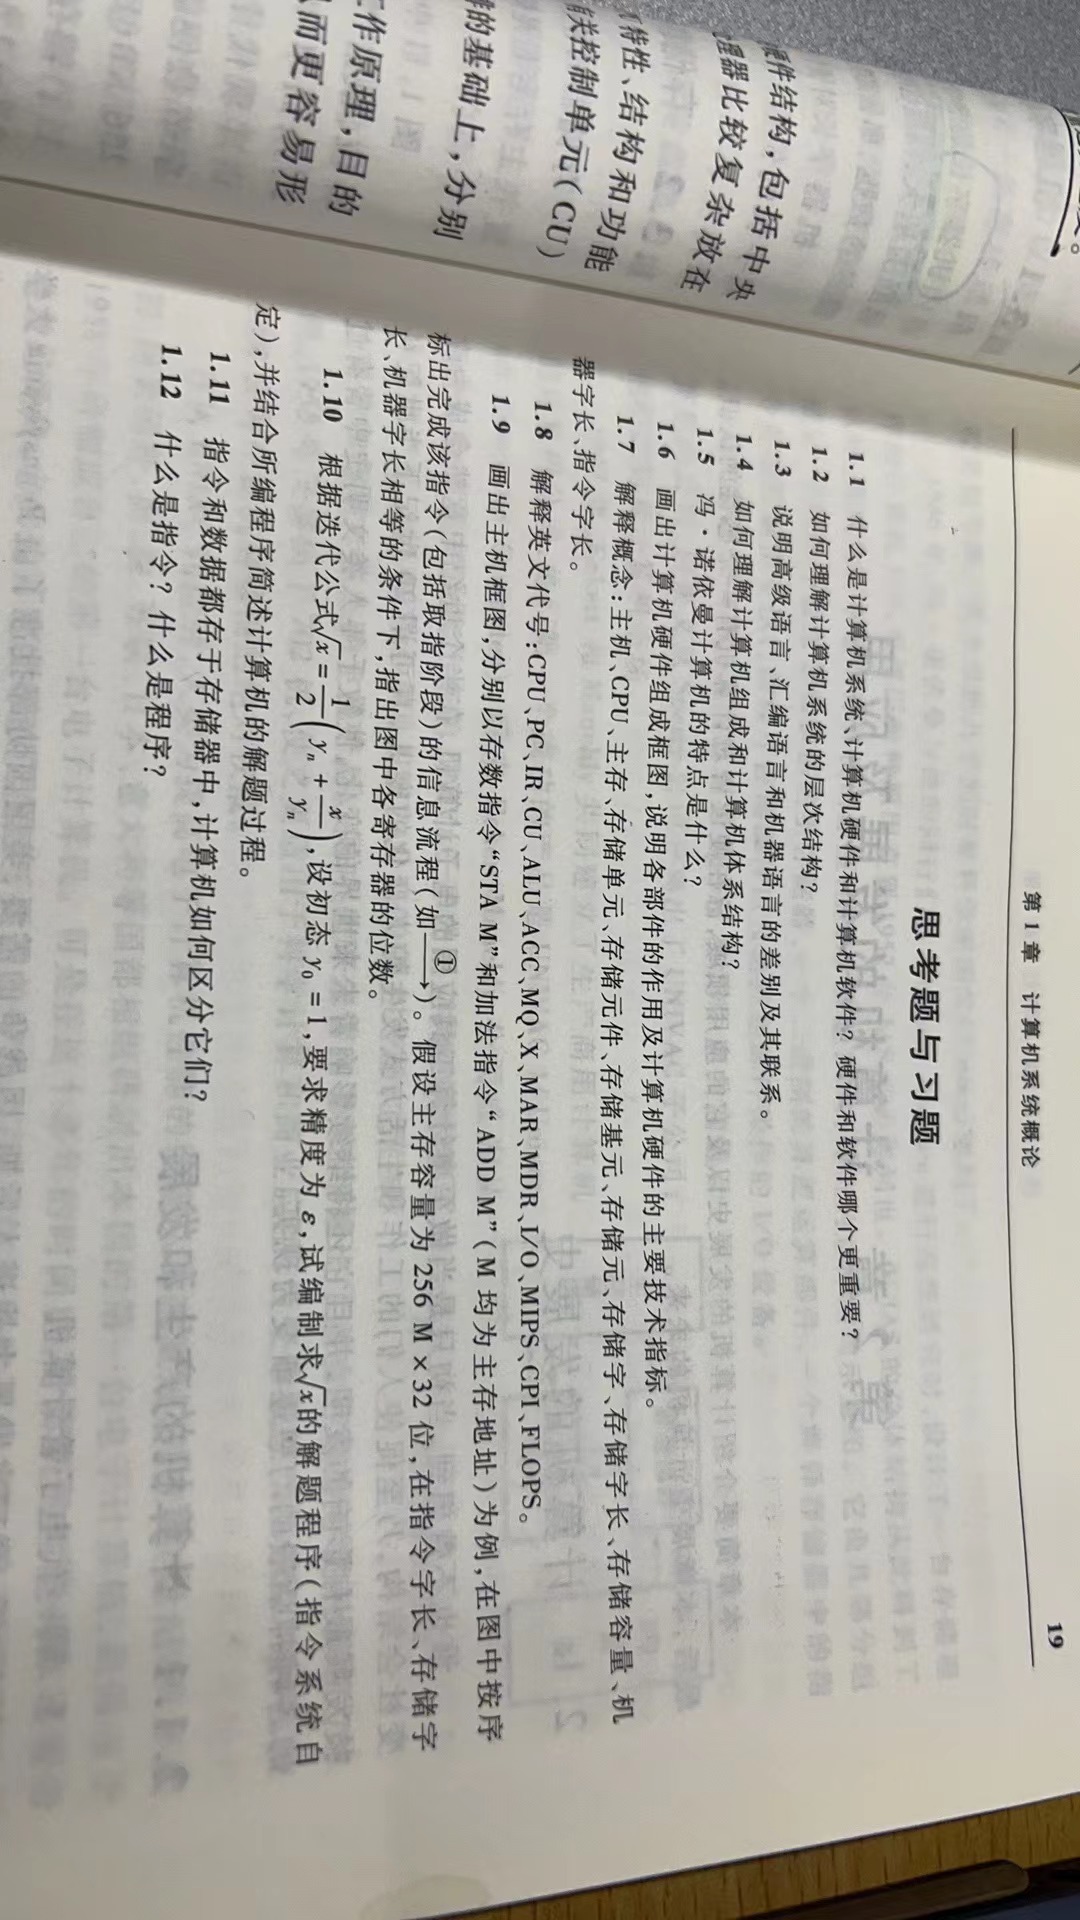 第1章 计算机系统概论
19
思考题与习题
1.1 什么是计算机系统、计算机硬件和计算机软件？硬件和软件哪个更重要？
1.2 如何理解计算机系统的层次结构？
1.3 说明高级语言、汇编语言和机器语言的差别及其联系。
1.4 如何理解计算机组成和计算机体系结构？
1.5 冯·诺依曼计算机的特点是什么？
1.6 画出计算机硬件组成框图，说明各部件的作用及计算机硬件的主要技术指标。
1.7 解释概念：主机、CPU、主存、存储单元、存储元件、存储基元、存储元、存储字、存储字长、存储容量、机
器字长、指令字长。
1.8 解释英文代号：CPU、PC、IR、CU、ALU、ACC、MQ、X、MAR、MDR、I/O、MIPS、CPI、FLOPS。
1.9 画出主机框图，分别以存数指令“STA M”和加法指令“ADD M”（M 均为主存地址）为例，在图中按序
标出完成该指令（包括取指阶段）的信息流程（如 ①→）。假设主存容量为 256 M×32 位，在指令字长、存储字
长、机器字长相等的条件下，指出图中各寄存器的位数。
1.10 根据迭代公式√x = 1/2 (yₙ + x/yₙ)，设初态 y₀ = 1，要求精度为 ε，试编制求√x的解题程序（指令系统自
定），并结合所编程序简述计算机的解题过程。
1.11 指令和数据都存于存储器中，计算机如何区分它们？
1.12 什么是指令？什么是程序？
件结构，包括中央
器比较复杂放在
特性、结构和功能
关控制单元（CU）
的基础上，分别
作原理，目的
而更容易形